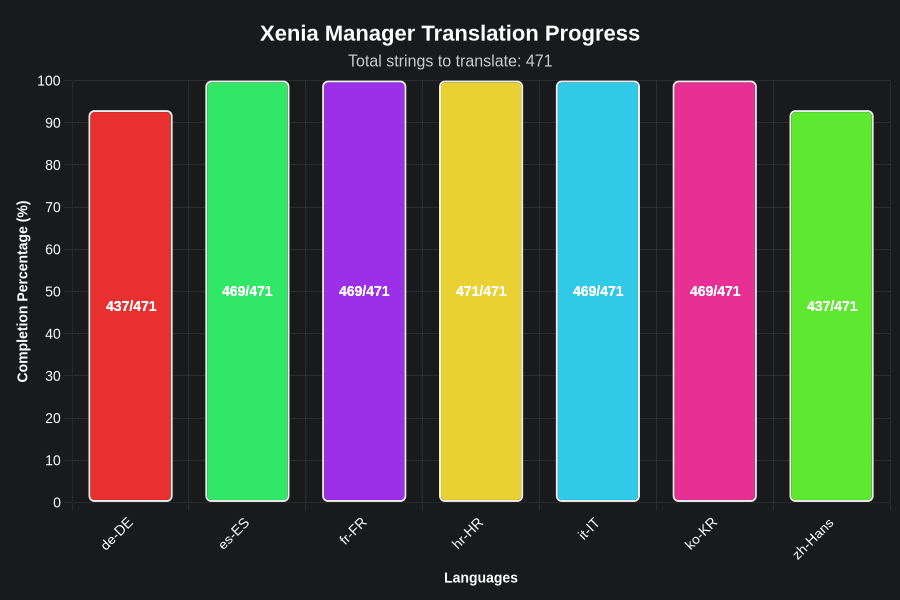 Xenia Manager Translation Progress
Total strings to translate: 471
Completion Percentage (%)
100
90
80
70
60
50
40
30
20
10
0
437/471
469/471
469/471
471/471
469/471
469/471
437/471
de-DE
es-ES
fr-FR
hr-HR
it-IT
ko-KR
zh-Hans
Languages